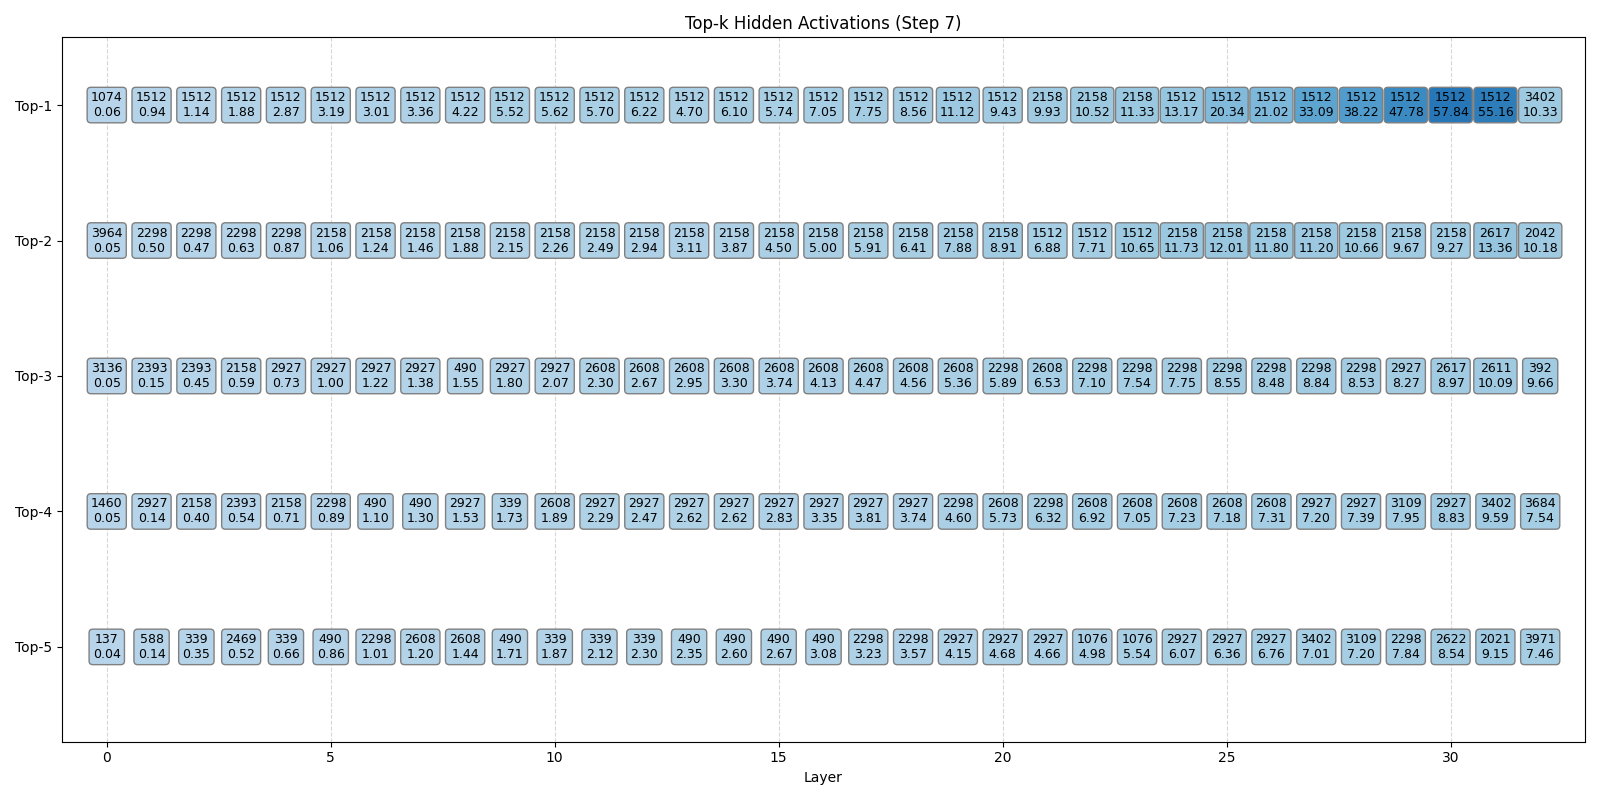 Top-k Hidden Activations (Step 7)
Top-1
1074 1512 1512 1512 1512 1512 1512 1512 1512 1512 1512 1512 1512 1512 1512 1512 1512 1512 1512 1512 1512 2158 2158 2158 1512 1512 1512 1512 1512 1512 1512 1512 3402
0.06 0.94 1.14 1.88 2.87 3.19 3.01 3.36 4.22 5.52 5.62 5.70 6.22 4.70 6.10 5.74 7.05 7.75 8.56 11.12 9.43 9.93 10.52 11.33 13.17 20.34 21.02 33.09 38.22 47.78 57.84 55.16 10.33
Top-2
3964 2298 2298 2298 2298 2158 2158 2158 2158 2158 2158 2158 2158 2158 2158 2158 2158 2158 2158 2158 2158 1512 1512 1512 2158 2158 2158 2158 2158 2158 2158 2617 2042
0.05 0.50 0.47 0.63 0.87 1.06 1.24 1.46 1.88 2.15 2.26 2.49 2.94 3.11 3.87 4.50 5.00 5.91 6.41 7.88 8.91 6.88 7.71 10.65 11.73 12.01 11.80 11.20 10.66 9.67 9.27 13.36 10.18
Top-3
3136 2393 2393 2158 2927 2927 2927 2927 490 2927 2927 2608 2608 2608 2608 2608 2608 2608 2608 2608 2298 2608 2298 2298 2298 2298 2298 2298 2298 2927 2617 2611 392
0.05 0.15 0.45 0.59 0.73 1.00 1.22 1.38 1.55 1.80 2.07 2.30 2.67 2.95 3.30 3.74 4.13 4.47 4.56 5.36 5.89 6.53 7.10 7.54 7.75 8.55 8.48 8.84 8.53 8.27 8.97 10.09 9.66
Top-4
1460 2927 2158 2393 2158 2298 490 490 2927 339 2608 2927 2927 2927 2927 2927 2927 2927 2927 2298 2608 2298 2608 2608 2608 2608 2608 2927 2927 3109 2927 3402 3684
0.05 0.14 0.40 0.54 0.71 0.89 1.10 1.30 1.53 1.73 1.89 2.29 2.47 2.62 2.62 2.83 3.35 3.81 3.74 4.60 5.73 6.32 6.92 7.05 7.23 7.18 7.31 7.20 7.39 7.95 8.83 9.59 7.54
Top-5
137 588 339 2469 339 490 2298 2608 2608 490 339 339 339 490 490 490 490 2298 2298 2927 2927 2927 1076 1076 2927 2927 2927 3402 3109 2298 2622 2021 3971
0.04 0.14 0.35 0.52 0.66 0.86 1.01 1.20 1.44 1.71 1.87 2.12 2.30 2.35 2.60 2.67 3.08 3.23 3.57 4.15 4.68 4.66 4.98 5.54 6.07 6.36 6.76 7.01 7.20 7.84 8.54 9.15 7.46
0 5 10 15 20 25 30
Layer